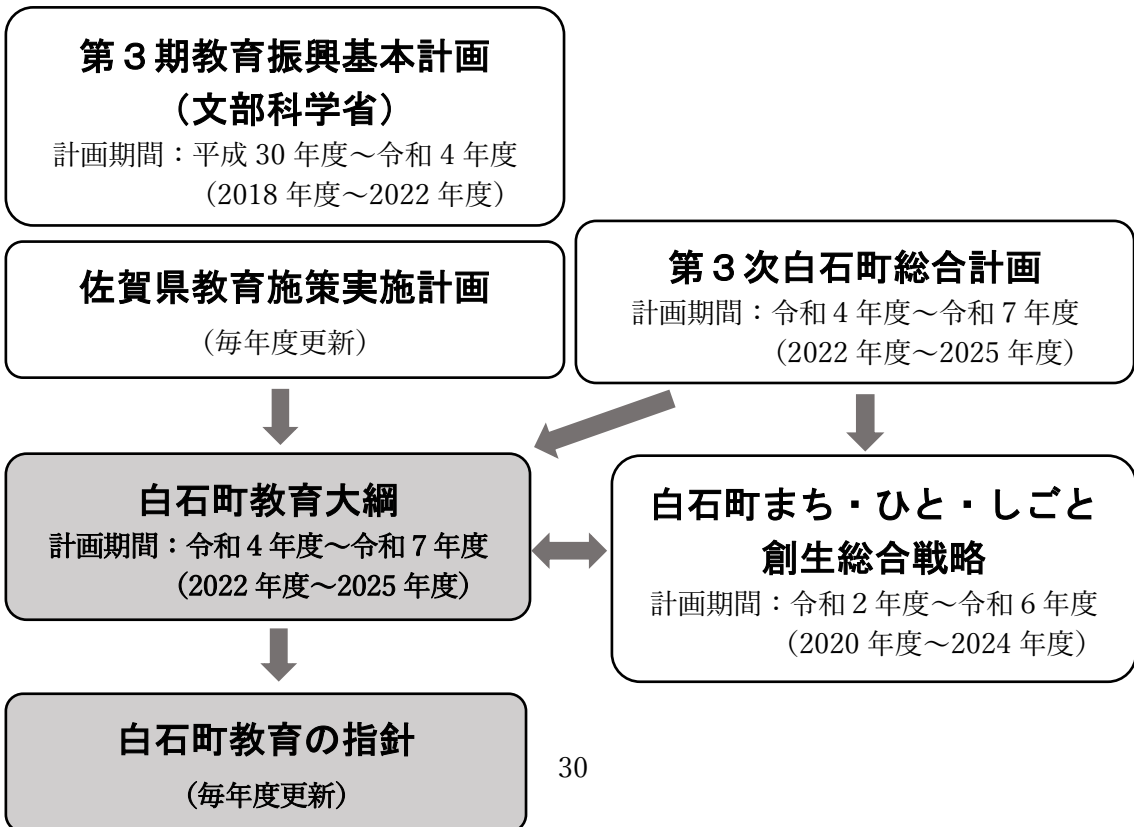 第３期教育振興基本計画
（文部科学省）
計画期間：平成 30 年度～令和 4 年度
（2018 年度～2022 年度）
佐賀県教育施策実施計画
（毎年度更新）
第３次白石町総合計画
計画期間：令和 4 年度～令和 7 年度
（2022 年度～2025 年度）
白石町教育大綱
計画期間：令和 4 年度～令和 7 年度
（2022 年度～2025 年度）
白石町まち・ひと・しごと
創生総合戦略
計画期間：令和 2 年度～令和 6 年度
（2020 年度～2024 年度）
白石町教育の指針
（毎年度更新）
30